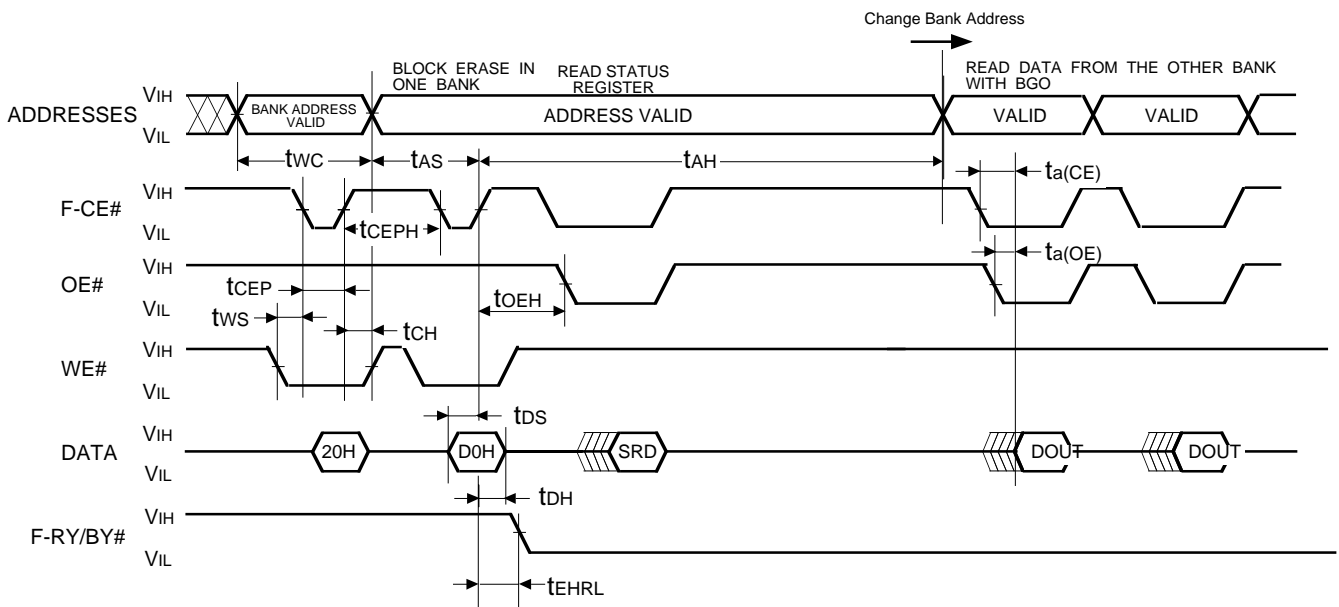 Change Bank Address
BLOCK ERASE IN
ONE BANK
READ STATUS
REGISTER
READ DATA FROM THE OTHER BANK
WITH BGO
ADDRESSES
VIH
VIL
BANK ADDRESS
VALID
ADDRESS VALID
VALID
VALID
tWC
tAS
tAH
ta(CE)
F-CE#
VIH
VIL
tCEPH
OE#
VIH
VIL
tCEP
tOEH
ta(OE)
tWS
tCH
WE#
VIH
VIL
tDS
DATA
VIH
VIL
20H
D0H
SRD
DOUT
DOUT
tDH
F-RY/BY#
VIH
VIL
tEHRL